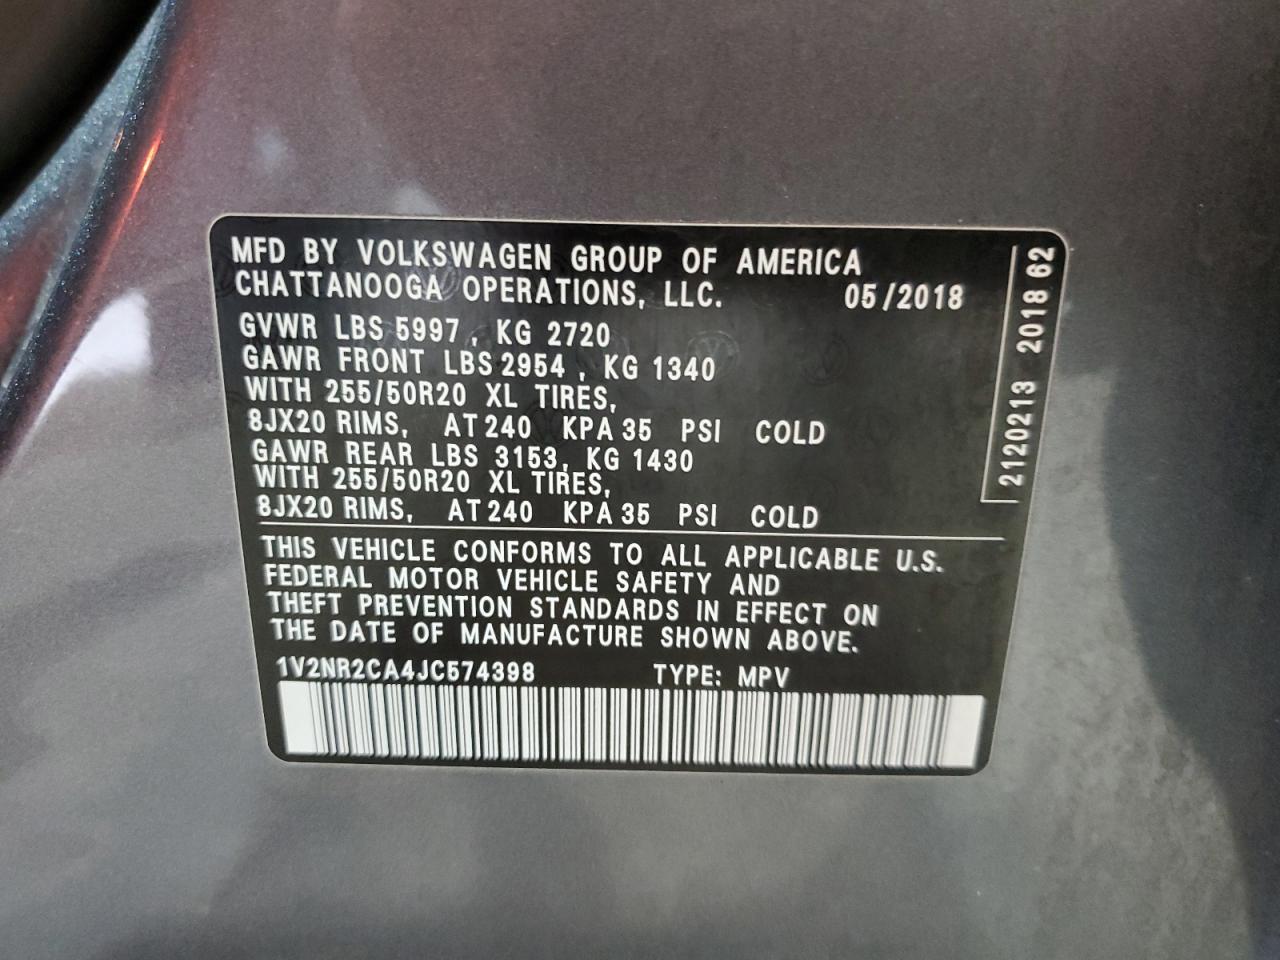 MFD BY VOLKSWAGEN GROUP OF AMERICA
CHATTANOOGA OPERATIONS, LLC. 05/2018
GVWR LBS 5997, KG 2720
GAWR FRONT LBS 2954, KG 1340
WITH 255/50R20 XL TIRES,
8JX20 RIMS, AT 240 KPA 35 PSI COLD
GAWR REAR LBS 3153, KG 1430
WITH 255/50R20 XL TIRES,
8JX20 RIMS, AT 240 KPA 35 PSI COLD
THIS VEHICLE CONFORMS TO ALL APPLICABLE U.S.
FEDERAL MOTOR VEHICLE SAFETY AND
THEFT PREVENTION STANDARDS IN EFFECT ON
THE DATE OF MANUFACTURE SHOWN ABOVE.
1V2NR2CA4JC574398 TYPE: MPV
2120213 2018 62